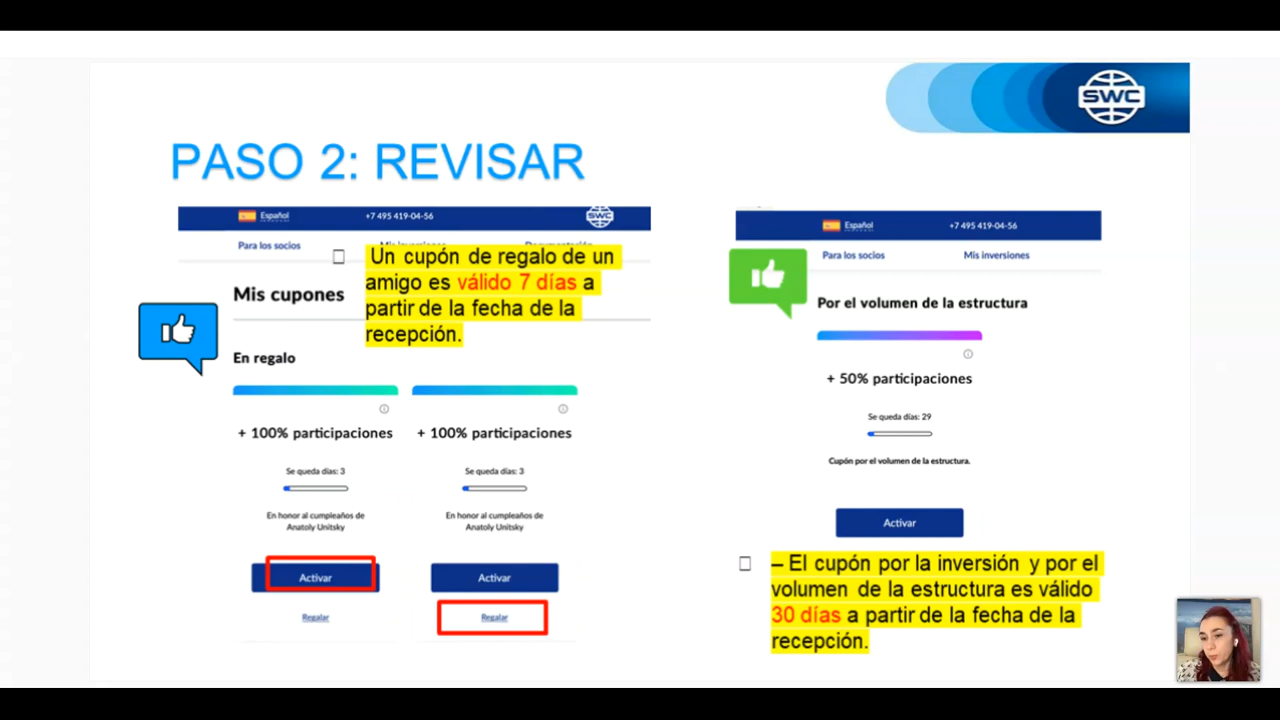 SWC
PASO 2: REVISAR
Español
+7 495 419-04-56
SWC
Para los socios
Mis inversiones
Documentación
Un cupón de regalo de un
amigo es válido 7 días a
partir de la fecha de la
recepción.
Mis cupones
En regalo
+ 100% participaciones
+ 100% participaciones
Se queda días: 3
Se queda días: 3
En honor al cumpleaños de
Anatoly Unitsky
En honor al cumpleaños de
Anatoly Unitsky
Activar
Activar
Regalar
Regalar
Español
+7 495 419-04-56
Para los socios
Mis inversiones
Por el volumen de la estructura
+ 50% participaciones
Se queda días: 29
Cupón por el volumen de la estructura.
Activar
– El cupón por la inversión y por el
volumen de la estructura es válido
30 días a partir de la fecha de la
recepción.